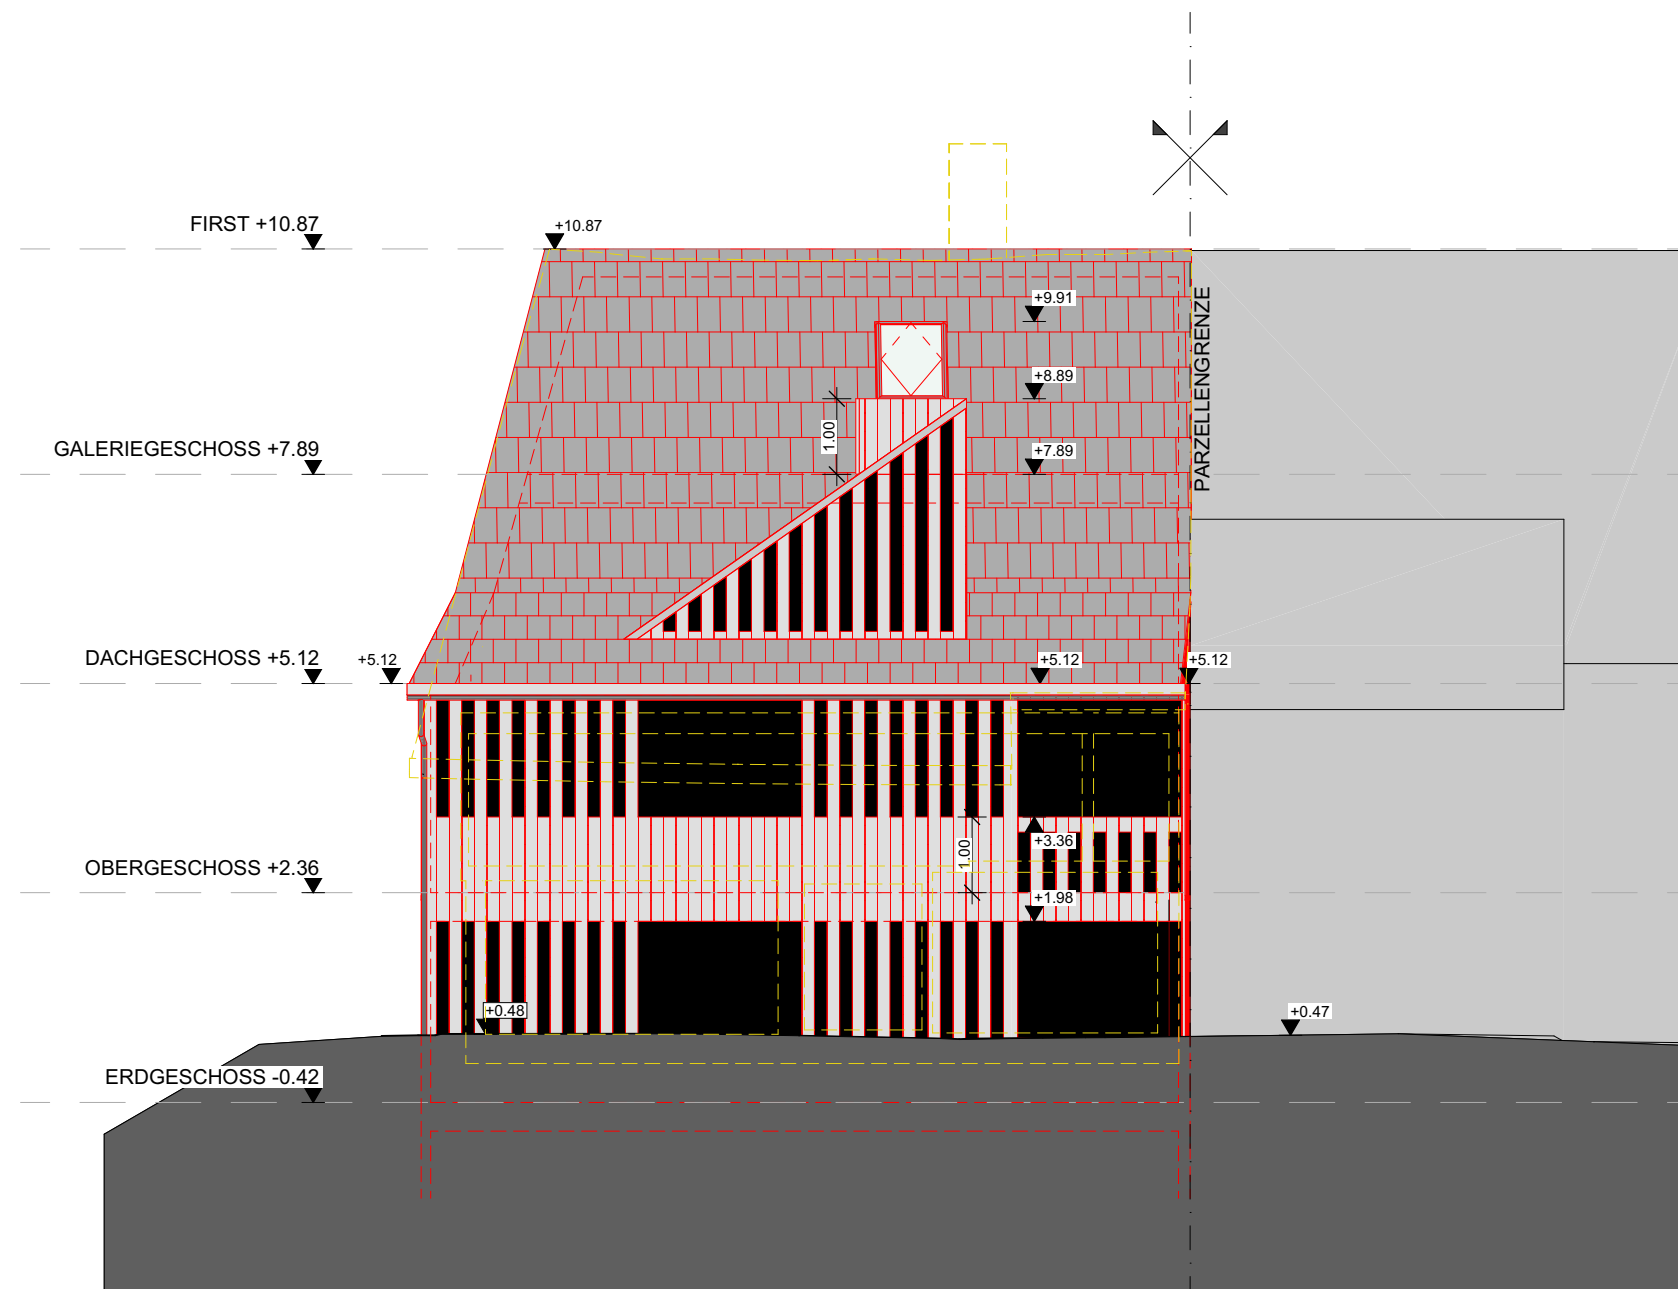 FIRST +10.87
+10.87
PARZELLENGRENZE
+9.91
+8.89
1.00
GALERIEGESCHOSS +7.89
+7.89
DACHGESCHOSS +5.12
+5.12
+5.12
+5.12
+3.36
1.00
OBERGESCHOSS +2.36
+1.98
+0.48
+0.47
ERDGESCHOSS -0.42